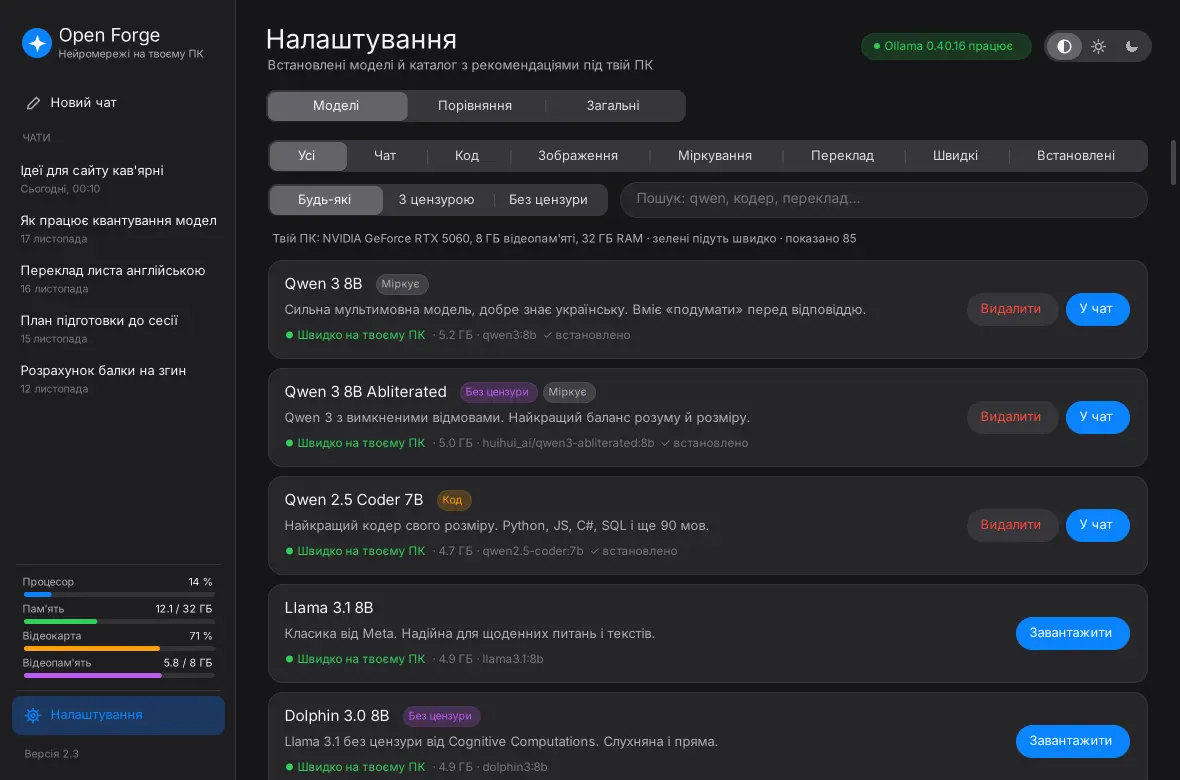 Open Forge
Нейромережі на твоєму ПК
Новий чат
ЧАТИ
Ідеї для сайту кав'ярні
Сьогодні, 00:10
Як працює квантування модел
17 листопада
Переклад листа англійською
16 листопада
План підготовки до сесії
15 листопада
Розрахунок балки на згин
12 листопада
Процесор 14 %
Пам'ять 12.1 / 32 ГБ
Відеокарта 71 %
Відеопам'ять 5.8 / 8 ГБ
Налаштування
Версія 2.3
Налаштування
Встановлені моделі й каталог з рекомендаціями під твій ПК
Ollama 0.40.16 працює
Моделі Порівняння Загальні
Усі Чат Код Зображення Міркування Переклад Швидкі Встановлені
Будь-які З цензурою Без цензури Пошук: qwen, кодер, переклад...
Твій ПК: NVIDIA GeForce RTX 5060, 8 ГБ відеопам'яті, 32 ГБ RAM · зелені підуть швидко · показано 85
Qwen 3 8B Міркує
Сильна мультимовна модель, добре знає українську. Вміє «подумати» перед відповіддю.
Швидко на твоєму ПК · 5.2 ГБ · qwen3:8b ✓ встановлено
Видалити У чат
Qwen 3 8B Abliterated Без цензури Міркує
Qwen 3 з вимкненими відмовами. Найкращий баланс розуму й розміру.
Швидко на твоєму ПК · 5.0 ГБ · huihui_ai/qwen3-abliterated:8b ✓ встановлено
Видалити У чат
Qwen 2.5 Coder 7B Код
Найкращий кодер свого розміру. Python, JS, C#, SQL і ще 90 мов.
Швидко на твоєму ПК · 4.7 ГБ · qwen2.5-coder:7b ✓ встановлено
Видалити У чат
Llama 3.1 8B
Класика від Meta. Надійна для щоденних питань і текстів.
Швидко на твоєму ПК · 4.9 ГБ · llama3.1:8b
Завантажити
Dolphin 3.0 8B Без цензури
Llama 3.1 без цензури від Cognitive Computations. Слухняна і пряма.
Швидко на твоєму ПК · 4.9 ГБ · dolphin3:8b
Завантажити